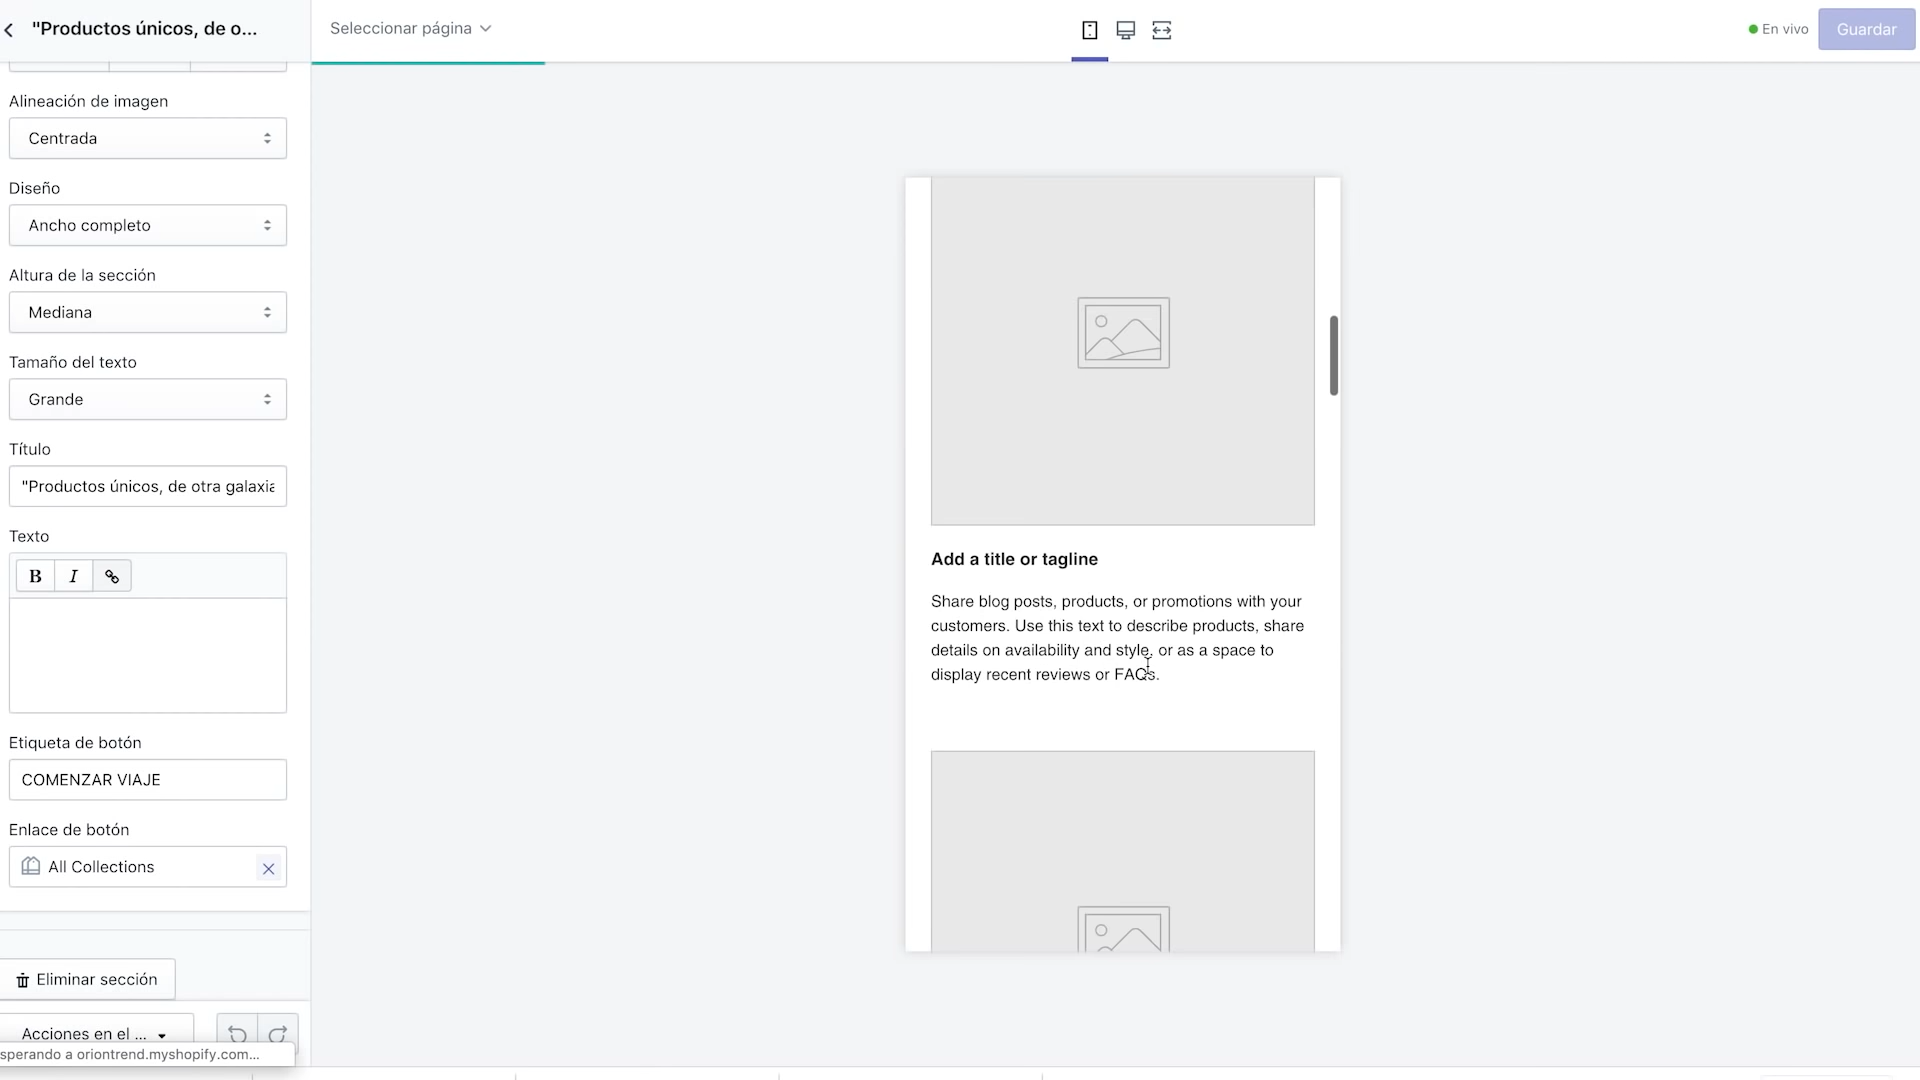 "Productos únicos, de o...
Seleccionar página
En vivo
Guardar
Alineación de imagen
Centrada
Diseño
Ancho completo
Altura de la sección
Mediana
Tamaño del texto
Grande
Título
"Productos únicos, de otra galaxia
Texto
B I
Etiqueta de botón
COMENZAR VIAJE
Enlace de botón
All Collections
Eliminar sección
Acciones en el ...
sperando a oriontrend.myshopify.com...
Add a title or tagline
Share blog posts, products, or promotions with your
customers. Use this text to describe products, share
details on availability and style, or as a space to
display recent reviews or FAQs.